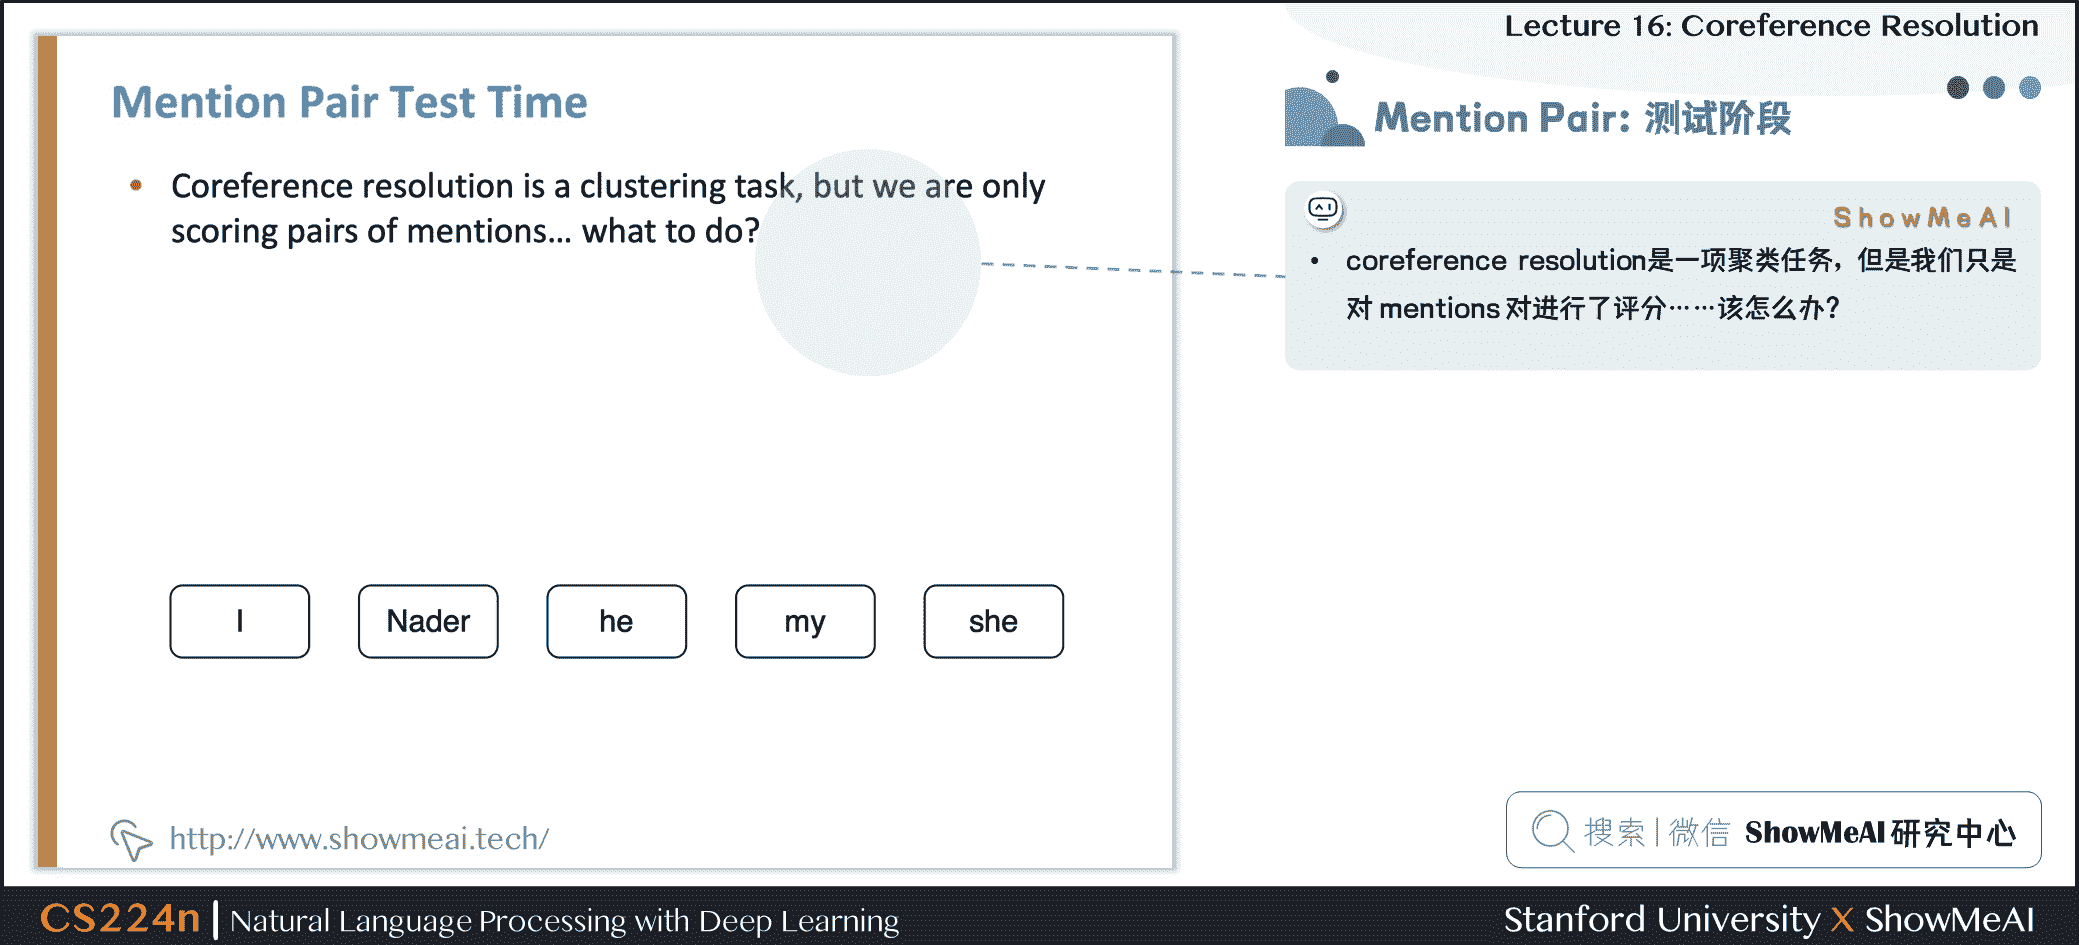 Lecture 16: Coreference Resolution
Mention Pair Test Time
• Coreference resolution is a clustering task, but we are only
scoring pairs of mentions… what to do?
I
Nader
he
my
she
http://www.showmeai.tech/
Mention Pair: 测试阶段
ShowMeAI
• coreference resolution是一项聚类任务，但是我们只是
对 mentions 对进行了评分……该怎么办？
搜索 | 微信 ShowMeAI 研究中心
CS224n | Natural Language Processing with Deep Learning
Stanford University X ShowMeAI